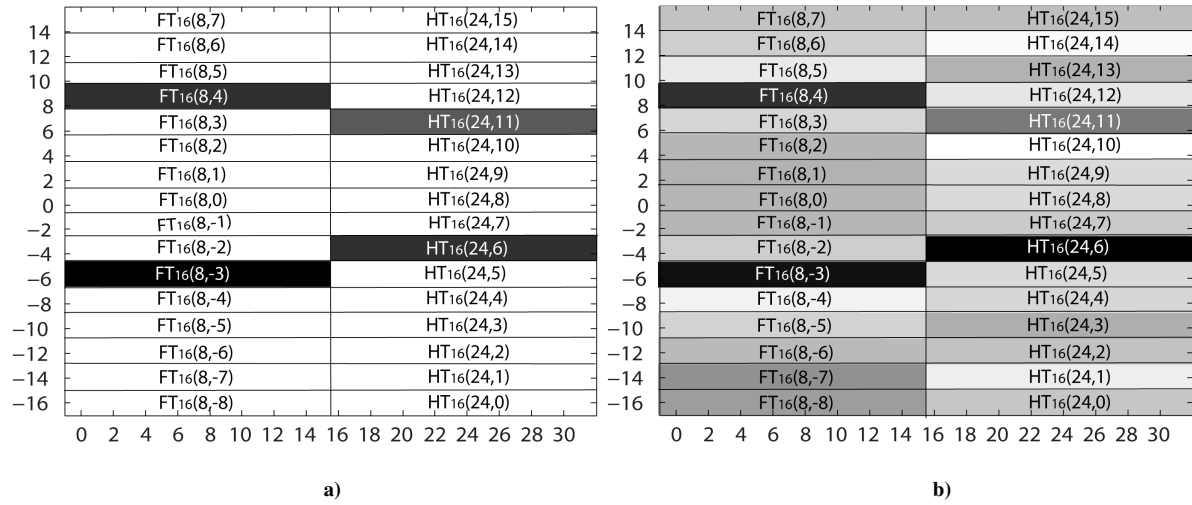 FT16(8,7) HT16(24,15) FT16(8,7) HT16(24,15)
14 14
FT16(8,6) HT16(24,14) FT16(8,6) HT16(24,14)
12 12
FT16(8,5) HT16(24,13) FT16(8,5) HT16(24,13)
10 10
FT16(8,4) HT16(24,12) FT16(8,4) HT16(24,12)
8 8
FT16(8,3) HT16(24,11) FT16(8,3) HT16(24,11)
6 6
FT16(8,2) HT16(24,10) FT16(8,2) HT16(24,10)
4 4
FT16(8,1) HT16(24,9) FT16(8,1) HT16(24,9)
2 2
FT16(8,0) HT16(24,8) FT16(8,0) HT16(24,8)
0 0
FT16(8,-1) HT16(24,7) FT16(8,-1) HT16(24,7)
−2 −2
FT16(8,-2) HT16(24,6) FT16(8,-2) HT16(24,6)
−4 −4
FT16(8,-3) HT16(24,5) FT16(8,-3) HT16(24,5)
−6 −6
FT16(8,-4) HT16(24,4) FT16(8,-4) HT16(24,4)
−8 −8
FT16(8,-5) HT16(24,3) FT16(8,-5) HT16(24,3)
−10 −10
FT16(8,-6) HT16(24,2) FT16(8,-6) HT16(24,2)
−12 −12
FT16(8,-7) HT16(24,1) FT16(8,-7) HT16(24,1)
−14 −14
FT16(8,-8) HT16(24,0) FT16(8,-8) HT16(24,0)
−16 −16
0 2 4 6 8 10 12 14 16 18 20 22 24 26 28 30 0 2 4 6 8 10 12 14 16 18 20 22 24 26 28 30
a) b)